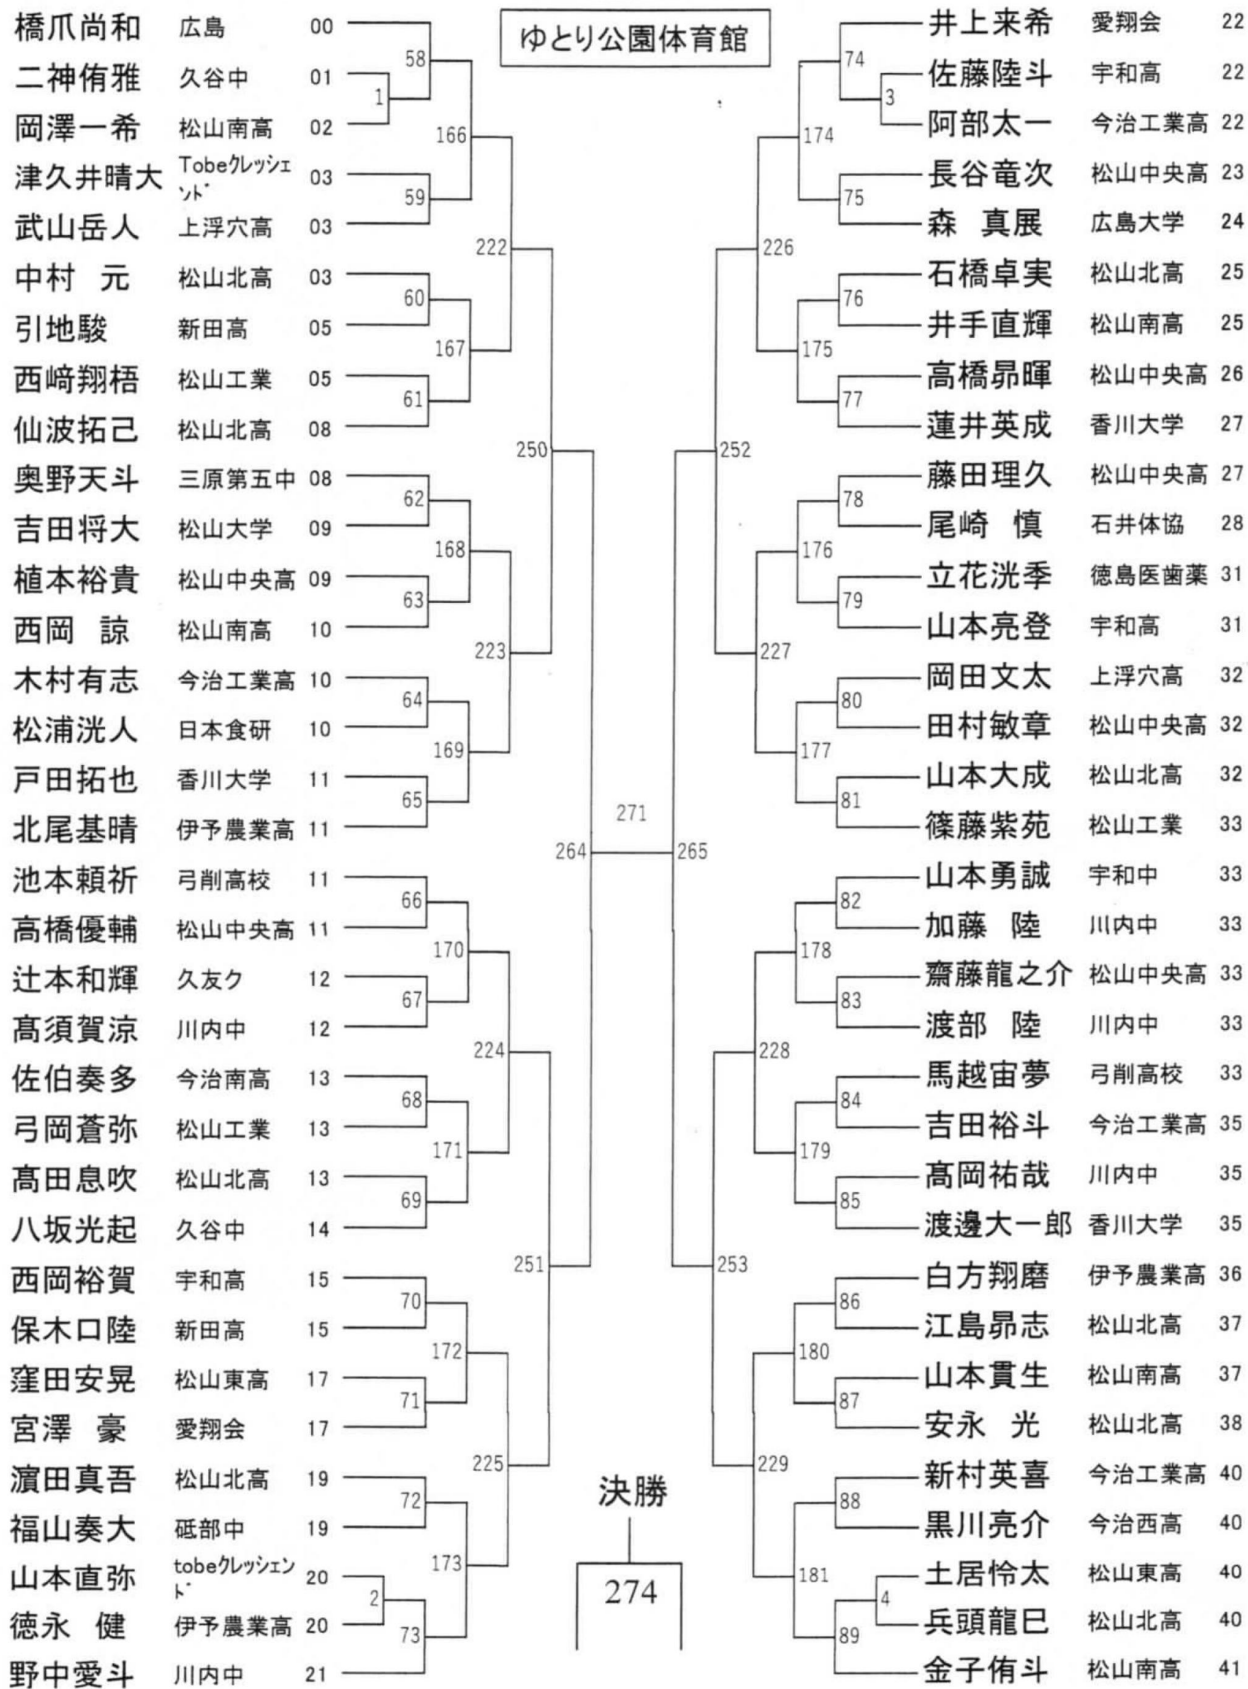 ゆとり公園体育館
橋爪尚和 広島 00
二神侑雅 久谷中 01
岡澤一希 松山南高 02
津久井晴大 Tobeクレッシェンド 03
武山岳人 上浮穴高 03
中村 元 松山北高 03
引地駿 新田高 05
西﨑翔梧 松山工業 05
仙波拓己 松山北高 08
奥野天斗 三原第五中 08
吉田将大 松山大学 09
植本裕貴 松山中央高 09
西岡 諒 松山南高 10
木村有志 今治工業高 10
松浦洸人 日本食研 10
戸田拓也 香川大学 11
北尾基晴 伊予農業高 11
池本頼祈 弓削高校 11
高橋優輔 松山中央高 11
辻本和輝 久友ク 12
髙須賀涼 川内中 12
佐伯奏多 今治南高 13
弓岡蒼弥 松山工業 13
髙田息吹 松山北高 13
八坂光起 久谷中 14
西岡裕賀 宇和高 15
保木口陸 新田高 15
窪田安晃 松山東高 17
宮澤 豪 愛翔会 17
濵田真吾 松山北高 19
福山奏大 砥部中 19
山本直弥 tobeクレッシェンド 20
徳永 健 伊予農業高 20
野中愛斗 川内中 21
1
2
58
59
60
61
62
63
64
65
66
67
68
69
70
71
72
73
166
167
168
169
170
171
172
173
222
223
224
225
250
251
264
271
265
252
253
226
227
228
229
174
175
176
177
178
179
180
181
74
75
76
77
78
79
80
81
82
83
84
85
86
87
88
89
3
4
井上来希 愛翔会 22
佐藤陸斗 宇和高 22
阿部太一 今治工業高 22
長谷竜次 松山中央高 23
森 真展 広島大学 24
石橋卓実 松山北高 25
井手直輝 松山南高 25
高橋昴暉 松山中央高 26
蓮井英成 香川大学 27
藤田理久 松山中央高 27
尾崎 慎 石井体協 28
立花洸季 徳島医歯薬 31
山本亮登 宇和高 31
岡田文太 上浮穴高 32
田村敏章 松山中央高 32
山本大成 松山北高 32
篠藤紫苑 松山工業 33
山本勇誠 宇和中 33
加藤 陸 川内中 33
齋藤龍之介 松山中央高 33
渡部 陸 川内中 33
馬越宙夢 弓削高校 33
吉田裕斗 今治工業高 35
髙岡祐哉 川内中 35
渡邊大一郎 香川大学 35
白方翔磨 伊予農業高 36
江島昴志 松山北高 37
山本貫生 松山南高 37
安永 光 松山北高 38
新村英喜 今治工業高 40
黒川亮介 今治西高 40
土居怜太 松山東高 40
兵頭龍巳 松山北高 40
金子侑斗 松山南高 41
決勝
274